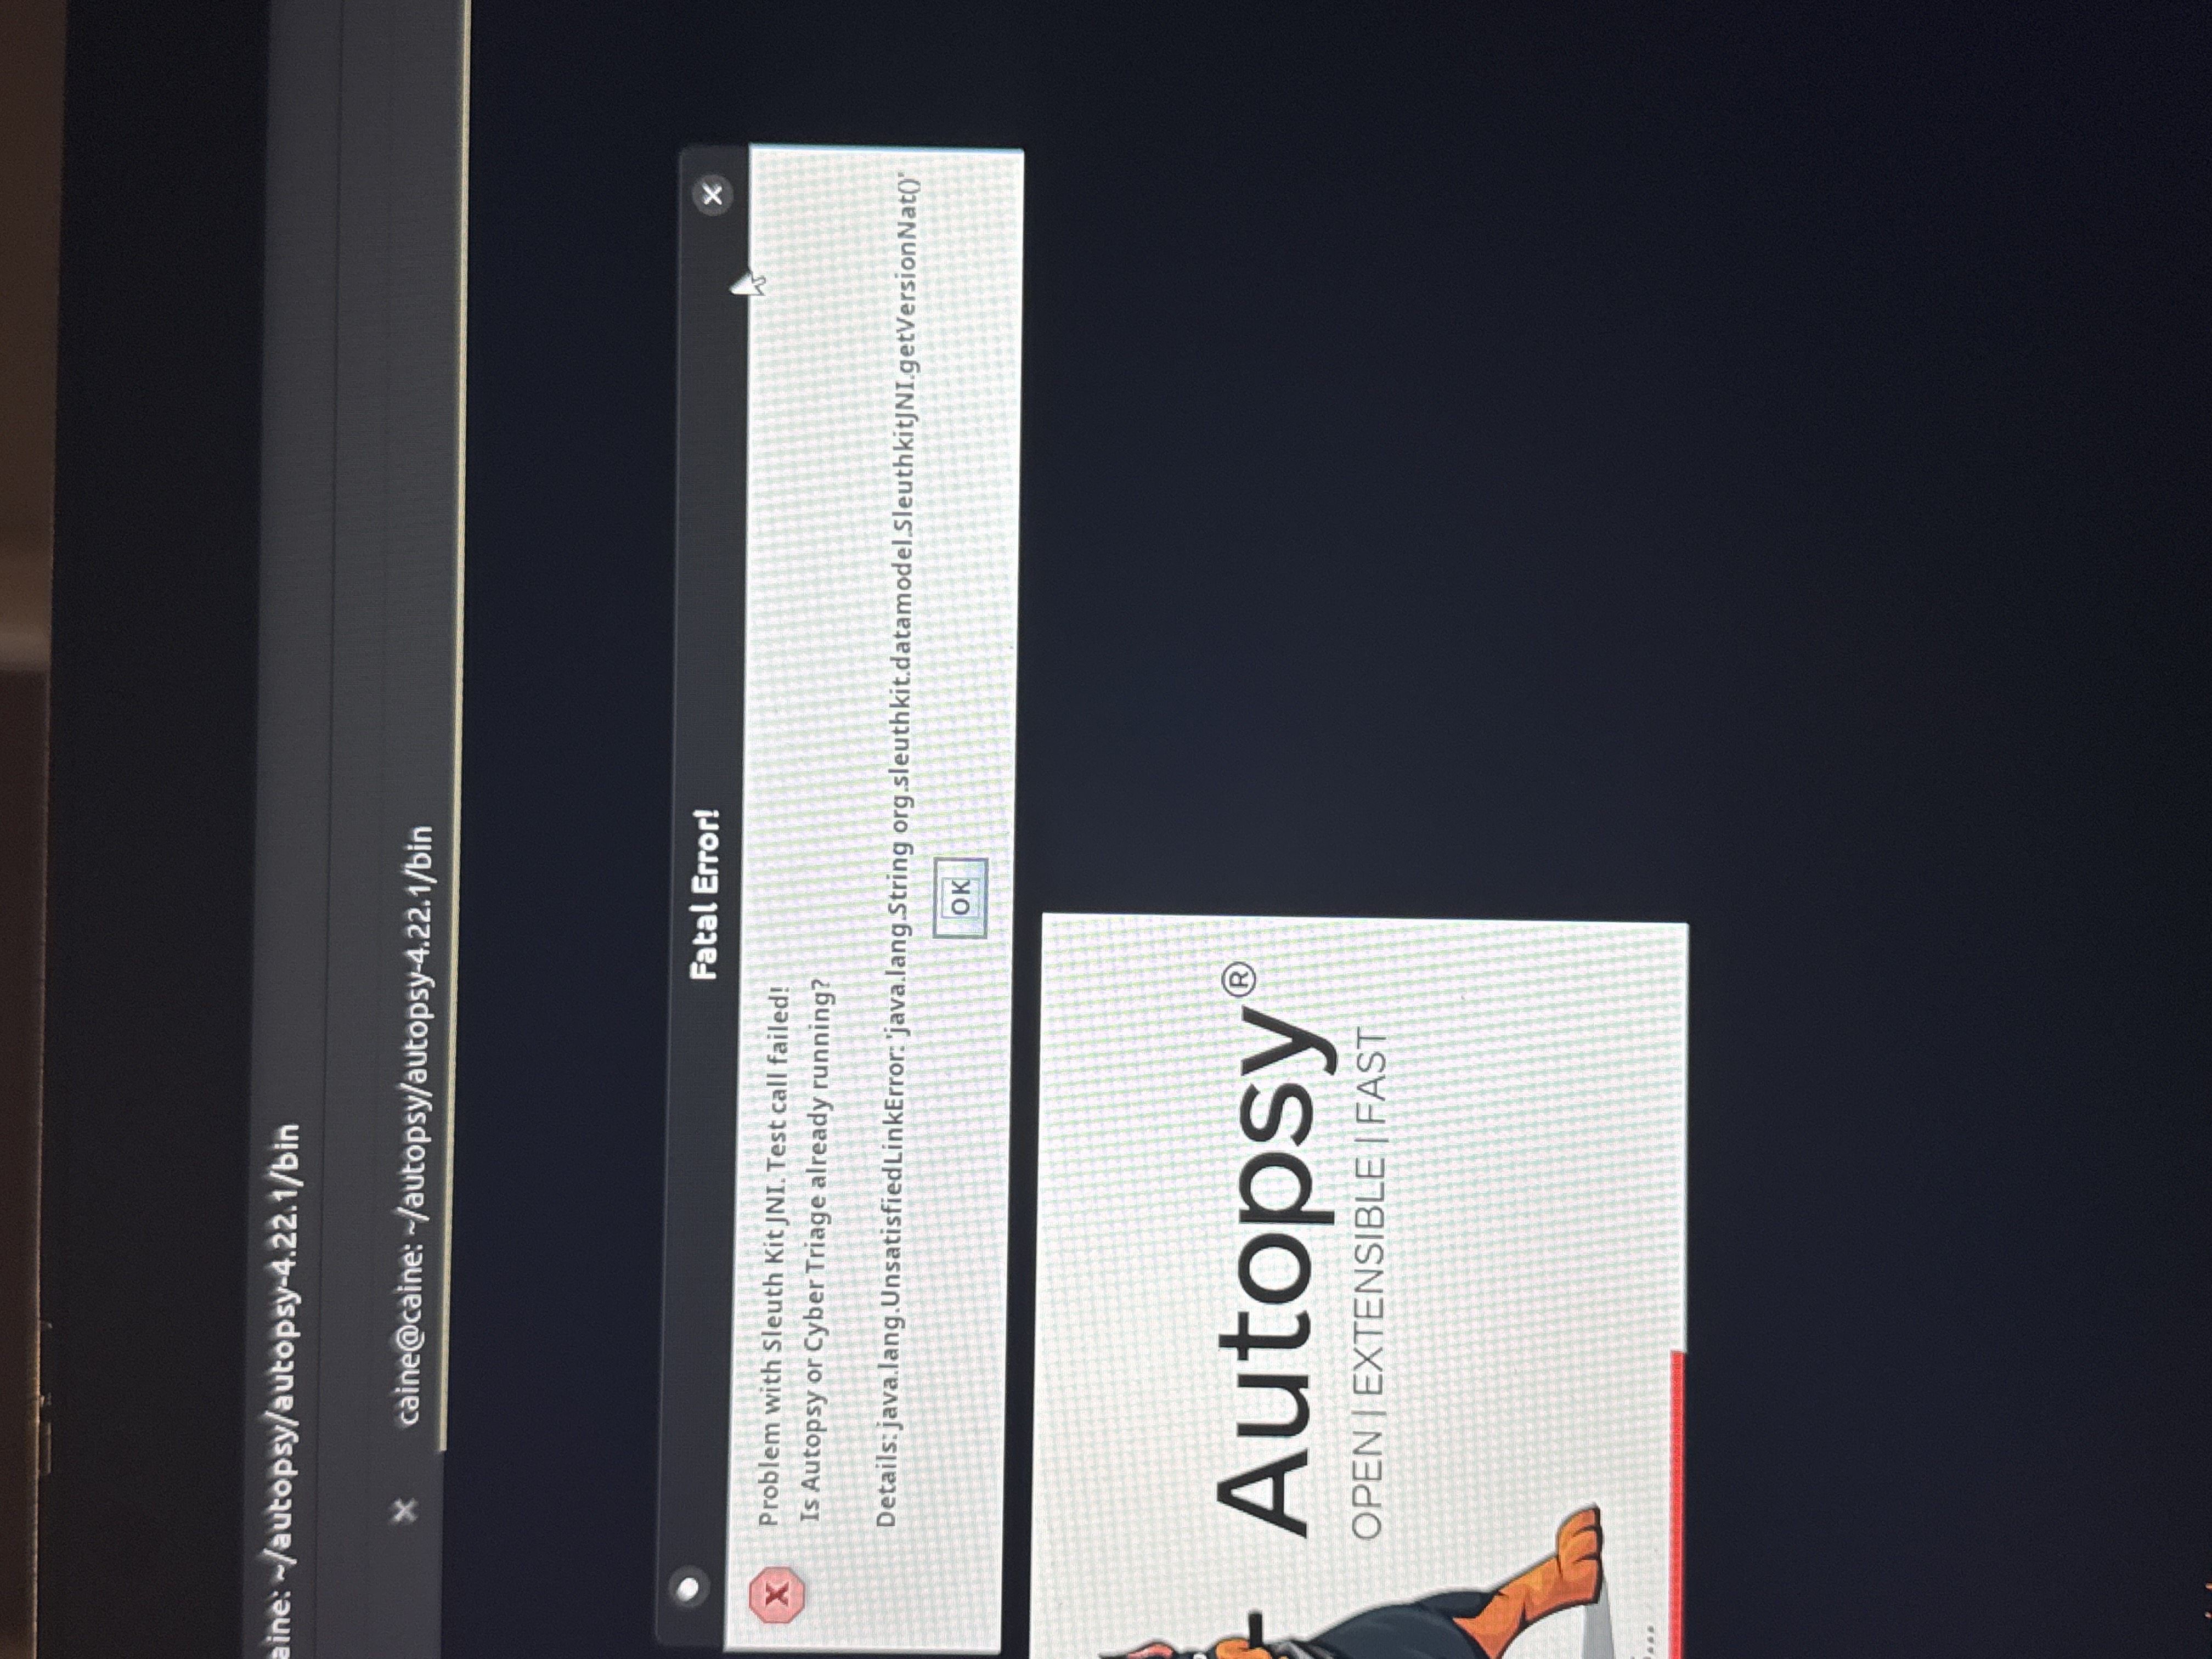 aine: ~/autopsy/autopsy-4.22.1/bin
caine@caine: ~/autopsy/autopsy-4.22.1/bin
Fatal Error!
Problem with Sleuth Kit JNI. Test call failed!
Is Autopsy or Cyber Triage already running?
Details: java.lang.UnsatisfiedLinkError: 'java.lang.String org.sleuthkit.datamodel.SleuthkitJNI.getVersionNat()'
OK
Autopsy®
OPEN | EXTENSIBLE | FAST